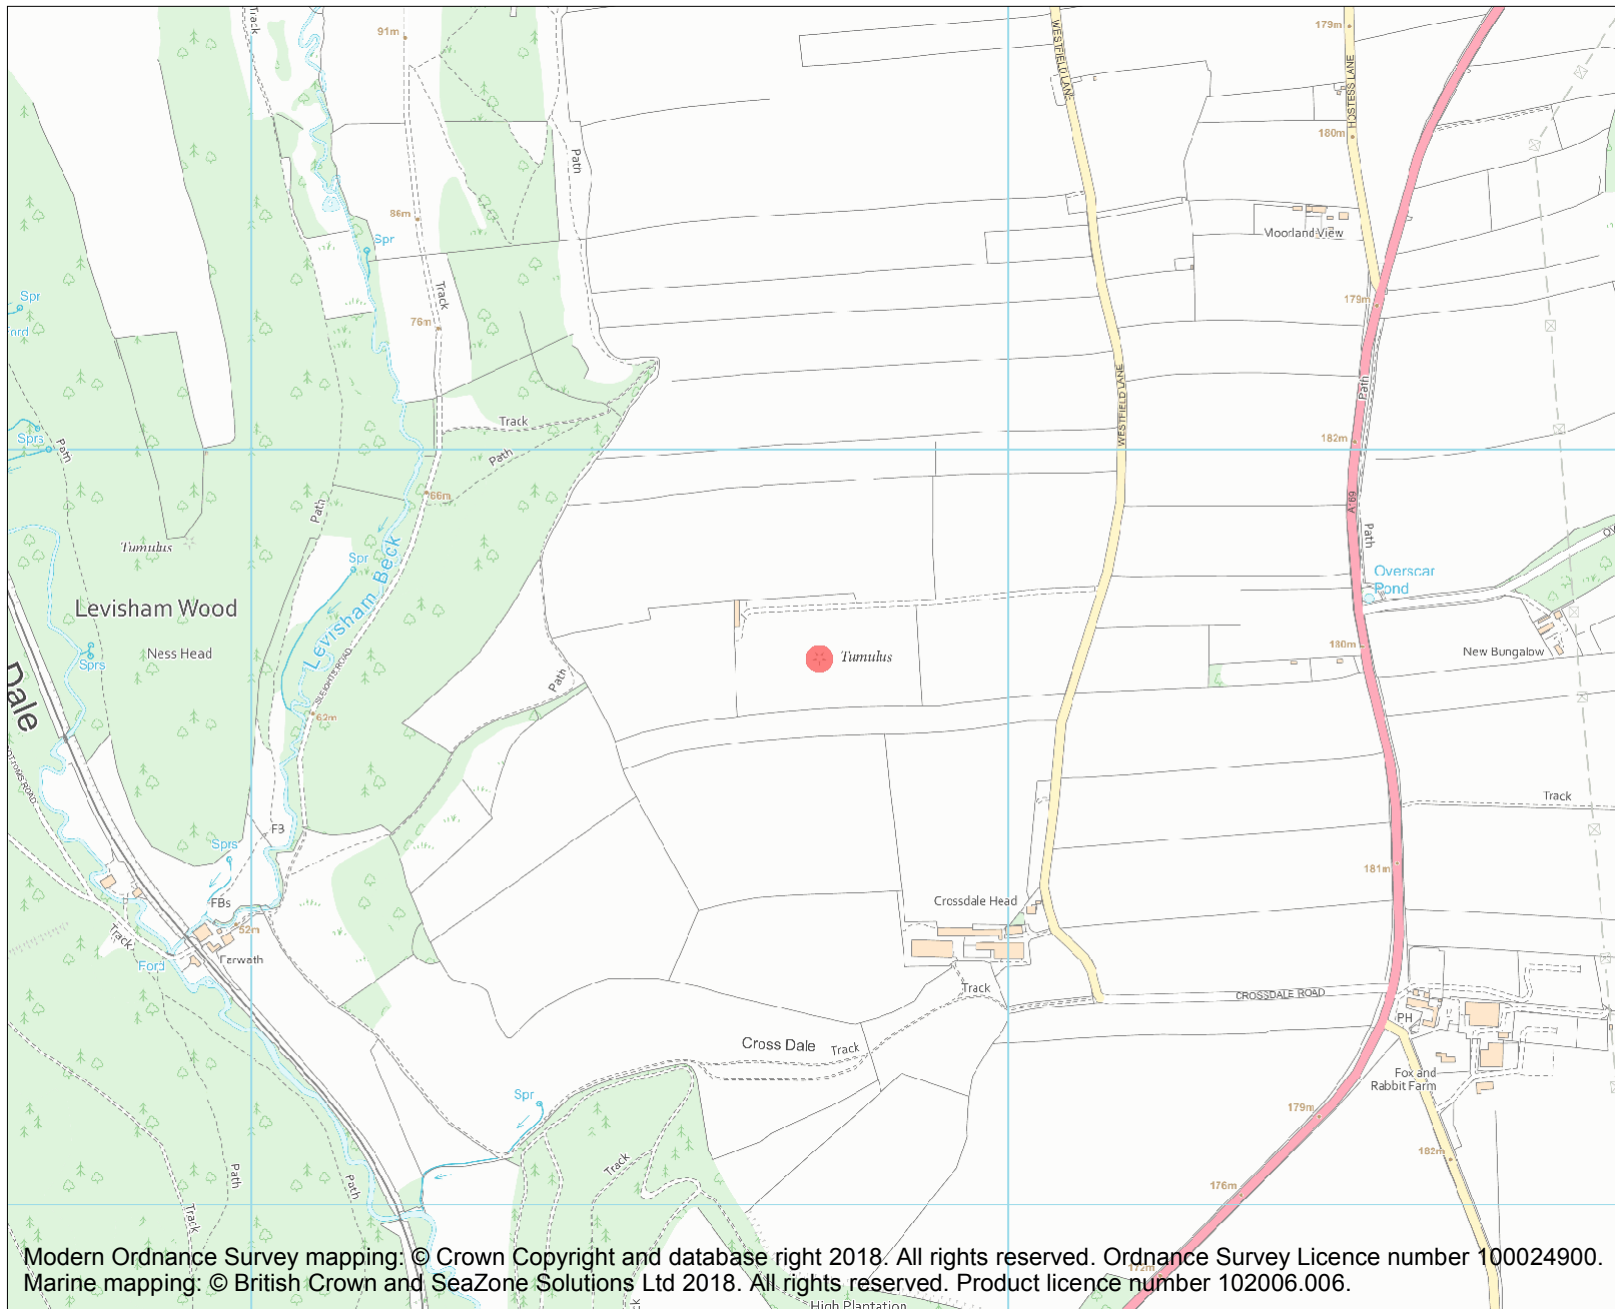 Track
91m
WESTFIELD LANE
179m
HOSTESS LANE
180m
Path
86m
Spr
Moorland View
Track
Spr
179m
76m
Path
WESTFIELD LANE
Track
Sprs
Path
182m
Path
66m
A169
Path
Path
Tumulus
Spr
Levisham Beck
Overscar
Pond
Levisham Wood
Ness Head
Sprs
SLEIGHTS ROAD
Tumulus
180m
New Bungalow
Dale
Path
62m
Track
FB
Sprs
181m
FBs
Crossdale Head
52m
Track
Farwath
Ford
Track
CROSSDALE ROAD
PH
Cross Dale
Track
Fox and
Rabbit Farm
Spr
179m
182m
Track
Path
Path
176m
Track
Modern Ordnance Survey mapping: © Crown Copyright and database right 2018. All rights reserved. Ordnance Survey Licence number 100024900.
172m
Marine mapping: © British Crown and SeaZone Solutions Ltd 2018. All rights reserved. Product licence number 102006.006.
High Plantation